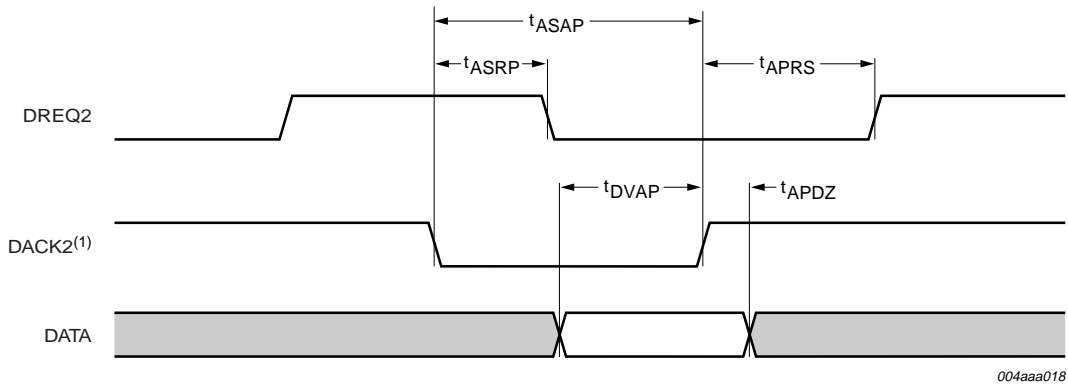 tASAP
tASRP
tAPRS
DREQ2
tDVAP
tAPDZ
DACK2(1)
DATA
004aaa018